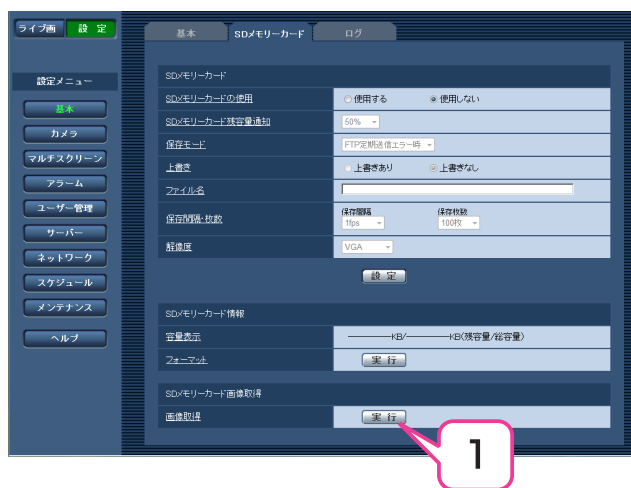 ライブ画 設 定
基本 SDメモリーカード ログ
設定メニュー
基本
カメラ
マルチスクリーン
アラーム
ユーザー管理
サーバー
ネットワーク
スケジュール
メンテナンス
ヘルプ
SDメモリーカード
SDメモリーカードの使用 使用する 使用しない
SDメモリーカード残容量通知 50%
保存モード FTP定期送信エラー時
上書き 上書きあり 上書きなし
ファイル名
保存間隔・枚数 保存間隔 1fps 保存枚数 100枚
解像度 VGA
設 定
SDメモリーカード情報
容量表示 ―――――KB/―――――KB(残容量/総容量)
フォーマット 実 行
SDメモリーカード画像取得
画像取得 実 行
1